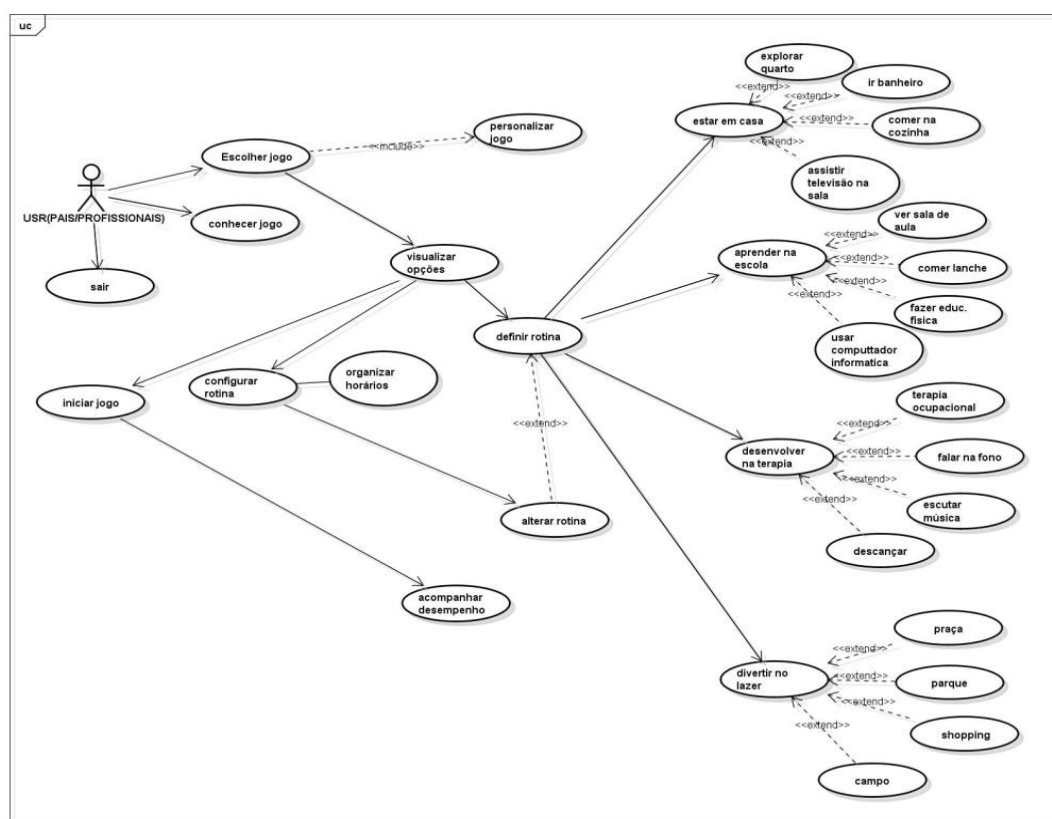 uc
explorar
quarto
<<extend>>
ir banheiro
<<extend>>
estar em casa
<<extend>>
comer na
cozinha
<<extend>>
assistir
televisão na
sala
personalizar
jogo
<<include>>
Escolher jogo
USR(PAIS/PROFISSIONAIS)
conhecer jogo
sair
visualizar
opções
ver sala de
aula
<<extend>>
aprender na
escola
<<extend>>
comer lanche
<<extend>>
fazer educ.
fisica
<<extend>>
usar
computtador
informatica
definir rotina
organizar
horários
configurar
rotina
iniciar jogo
<<extend>>
alterar rotina
acompanhar
desempenho
terapia
ocupacional
<<extend>>
desenvolver
na terapia
<<extend>>
falar na fono
<<extend>>
escutar
música
<<extend>>
descançar
praça
<<extend>>
divertir no
lazer
<<extend>>
parque
<<extend>>
shopping
<<extend>>
campo